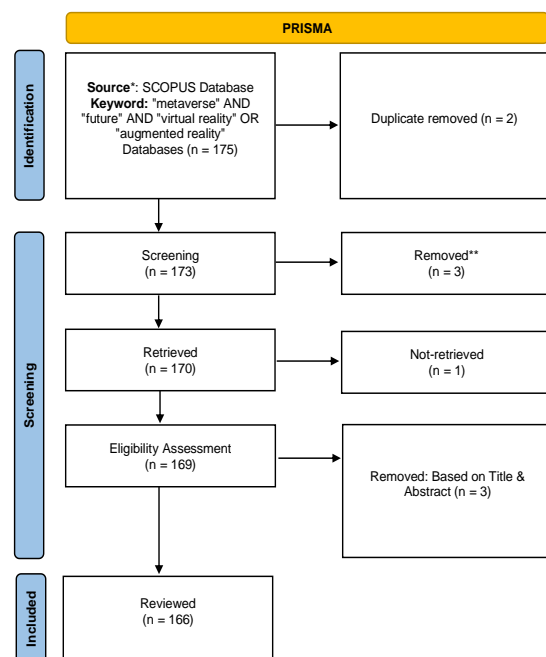 PRISMA
Identification
Source*: SCOPUS Database
Keyword: "metaverse" AND
"future" AND "virtual reality" OR
"augmented reality"
Databases (n = 175)
Duplicate removed (n = 2)
Screening
Screening
(n = 173)
Removed**
(n = 3)
Retrieved
(n = 170)
Not-retrieved
(n = 1)
Eligibility Assessment
(n = 169)
Removed: Based on Title &
Abstract (n = 3)
Included
Reviewed
(n = 166)